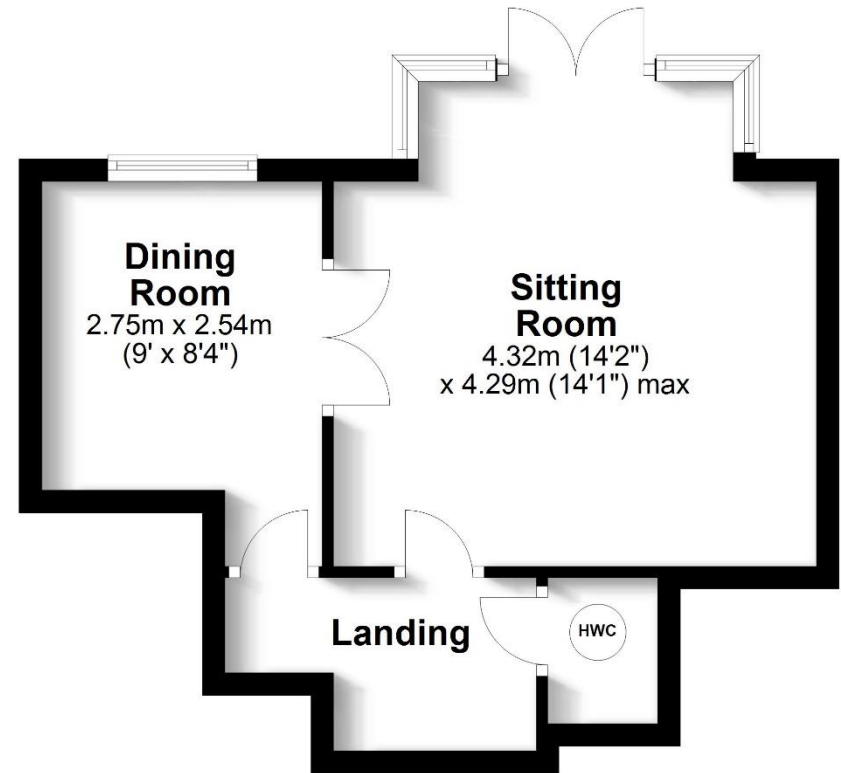 Dining
Room
2.75m x 2.54m
(9' x 8'4")
Sitting
Room
4.32m (14'2")
x 4.29m (14'1") max
Landing
HWC